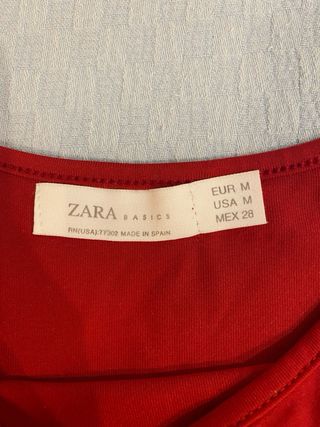 ZARA BASICS
RN(USA):77302 MADE IN SPAIN
EUR M
USA M
MEX 28